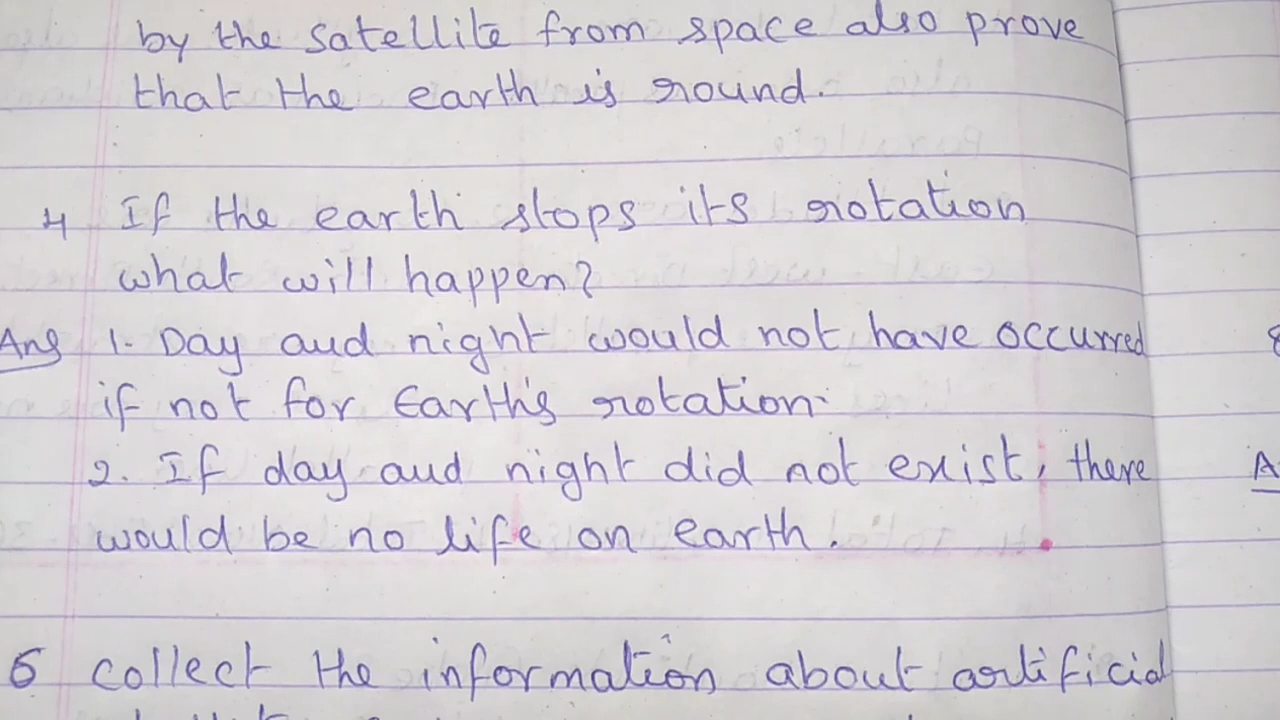 by the satellite from space also prove
that the earth is round.
4 If the earth stops its rotation
what will happen?
Ans 1. Day and night would not have occurred
if not for Earth's rotation.
2. If day and night did not exist, there
would be no life on earth.
6 collect the information about artificial